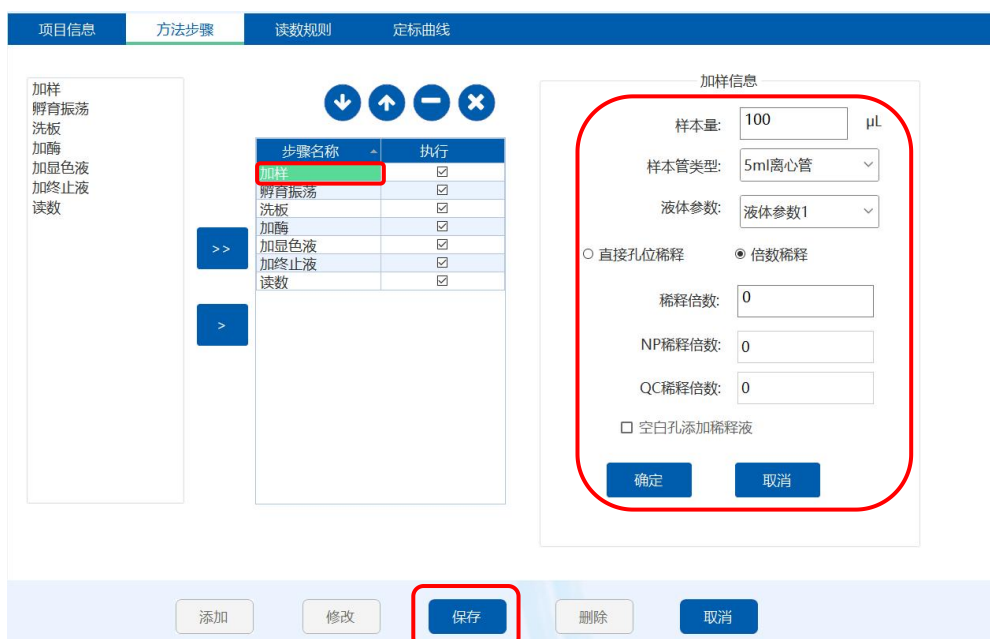 项目信息 方法步骤 读数规则 定标曲线
加样
孵育振荡
洗板
加酶
加显色液
加终止液
读数
>>
>
步骤名称 执行
加样
孵育振荡
洗板
加酶
加显色液
加终止液
读数
加样信息
样本量: 100 μL
样本管类型: 5ml离心管
液体参数: 液体参数1
直接孔位稀释 倍数稀释
稀释倍数: 0
NP稀释倍数: 0
QC稀释倍数: 0
空白孔添加稀释液
确定 取消
添加 修改 保存 删除 取消